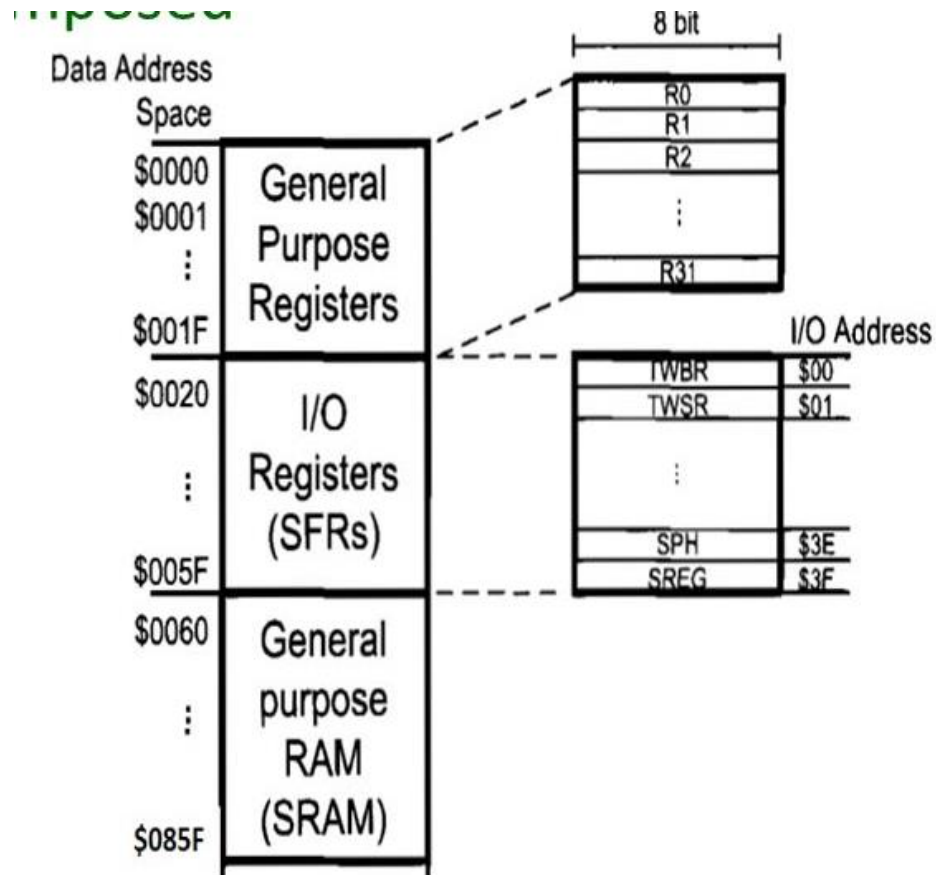 8 bit
Data Address
Space
$0000
$0001
⋮
$001F
$0020
⋮
$005F
$0060
⋮
$085F
General
Purpose
Registers
I/O
Registers
(SFRs)
General
purpose
RAM
(SRAM)
R0
R1
R2
⋮
R31
I/O Address
TWBR $00
TWSR $01
⋮
SPH $3E
SREG $3F